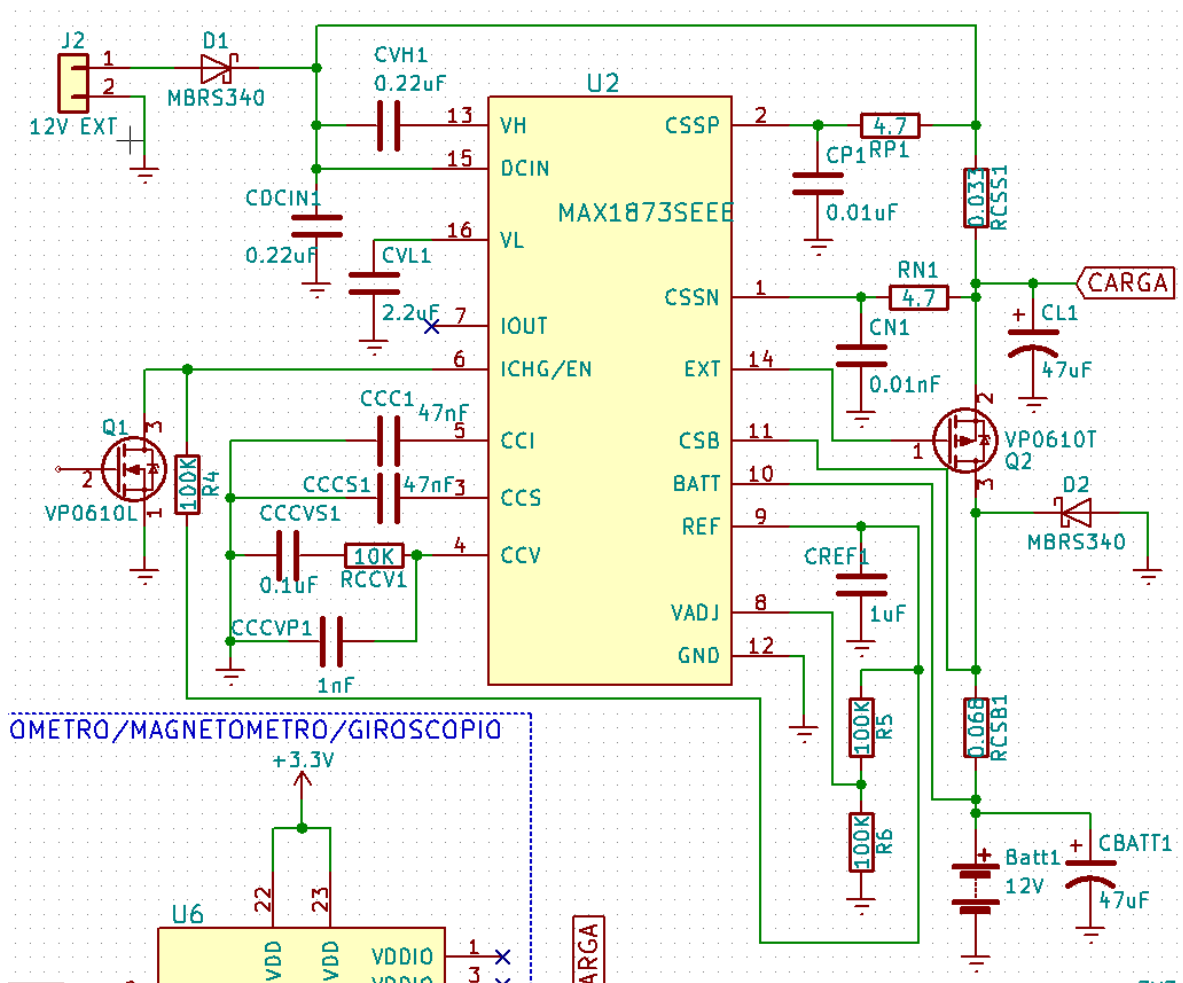 J2
1
2
12V EXT
D1
MBRS340
CVH1
0.22uF
U2
13
VH
15
DCIN
CDCIN1
0.22uF
16
VL
CVL1
2.2uF
7
IOUT
6
ICHG/EN
CCC1
47nF
5
CCI
CCCS1
47nF
3
CCS
CCCVS1
0.1uF
10K
RCCV1
4
CCV
CCCVP1
1nF
Q1
3
2
1
VP0610L
100K
R4
MAX1873SEEE
CSSP
2
4.7
RP1
CP1
0.01uF
0.033
RCSS1
CSSN
1
RN1
4.7
CN1
0.01nF
CARGA
CL1
+
47uF
EXT
14
CSB
11
BATT
10
REF
9
CREF1
1uF
VADJ
8
GND
12
2
1
3
VP0610T
Q2
D2
MBRS340
100K
R5
100K
R6
0.068
RCSB1
+
Batt1
12V
+
CBATT1
47uF
OMETRO/MAGNETOMETRO/GIROSCOPIO
+3.3V
22
23
U6
VDD
VDD
VDDIO
1
3
ARGA